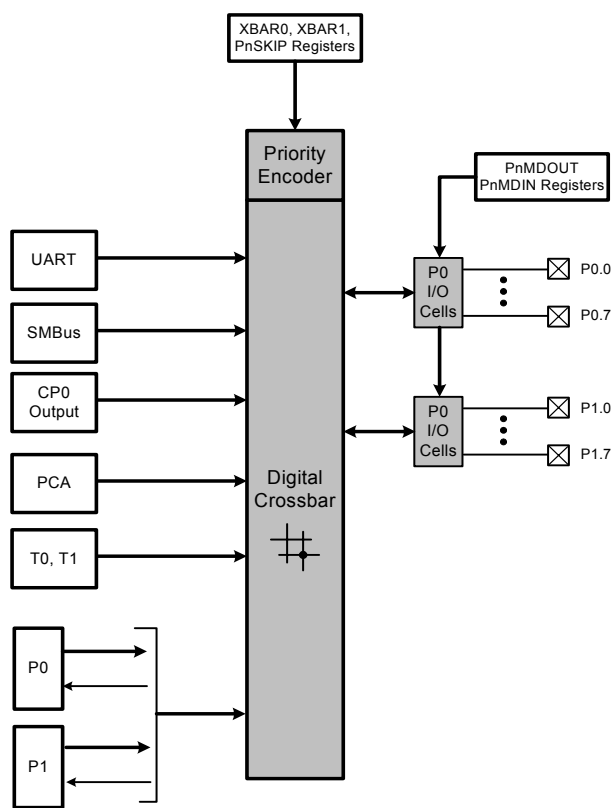 XBAR0, XBAR1,
PnSKIP Registers
Priority
Encoder
PnMDOUT
PnMDIN Registers
UART
SMBus
CP0
Output
PCA
T0, T1
P0
P1
Digital
Crossbar
P0
I/O
Cells
P0.0
P0.7
P0
I/O
Cells
P1.0
P1.7